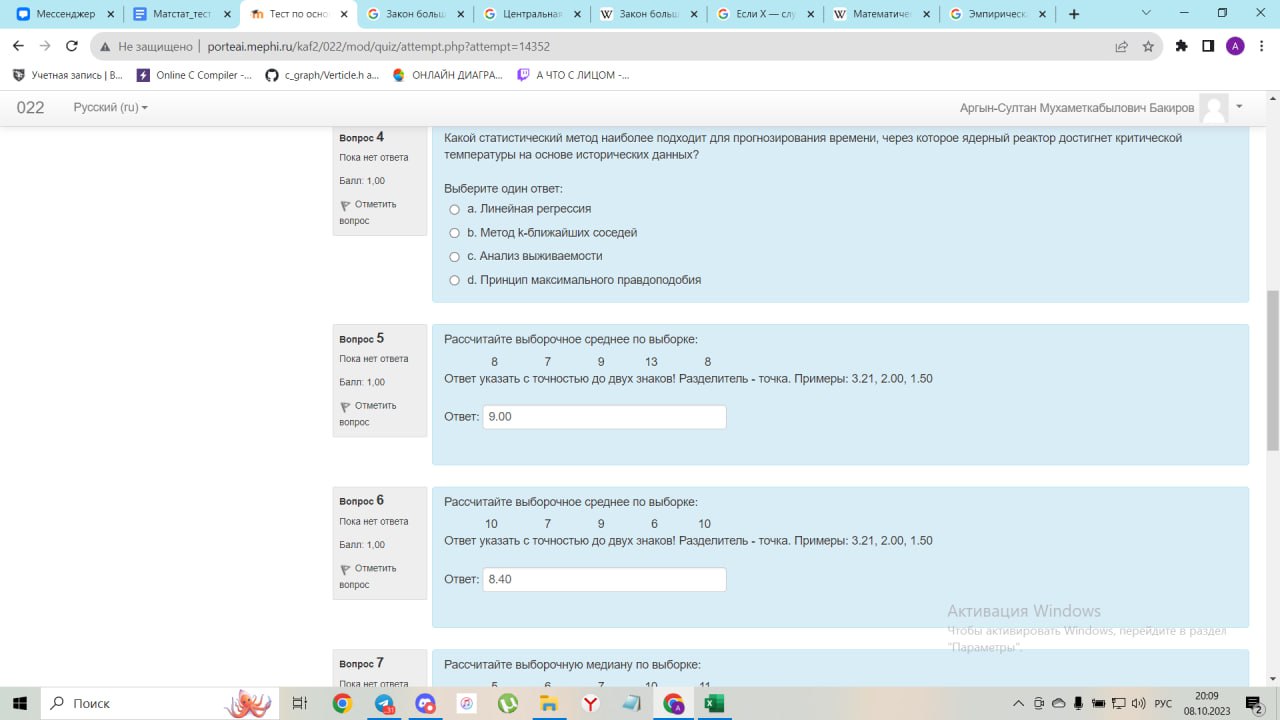 Мессенджер
Матстат_тест
Тест по осно
Закон больш
Центральная
Закон больш
Если X — слу
Математичес
Эмпирическ
Не защищено | porteai.mephi.ru/kaf2/022/mod/quiz/attempt.php?attempt=14352
Учетная запись | В...
Online C Compiler -...
c_graph/Verticle.h a...
ОНЛАЙН ДИАГРА...
А ЧТО С ЛИЦОМ -...
022
Русский (ru)
Аргын-Султан Мухаметкабылович Бакиров
Вопрос 4
Пока нет ответа
Балл: 1,00
Отметить
вопрос
Какой статистический метод наиболее подходит для прогнозирования времени, через которое ядерный реактор достигнет критической
температуры на основе исторических данных?
Выберите один ответ:
a. Линейная регрессия
b. Метод k-ближайших соседей
c. Анализ выживаемости
d. Принцип максимального правдоподобия
Вопрос 5
Пока нет ответа
Балл: 1,00
Отметить
вопрос
Рассчитайте выборочное среднее по выборке:
8 7 9 13 8
Ответ указать с точностью до двух знаков! Разделитель - точка. Примеры: 3.21, 2.00, 1.50
Ответ: 9.00
Вопрос 6
Пока нет ответа
Балл: 1,00
Отметить
вопрос
Рассчитайте выборочное среднее по выборке:
10 7 9 6 10
Ответ указать с точностью до двух знаков! Разделитель - точка. Примеры: 3.21, 2.00, 1.50
Ответ: 8.40
Активация Windows
Чтобы активировать Windows, перейдите в раздел
"Параметры".
Вопрос 7
Рассчитайте выборочную медиану по выборке:
5 6 7 10 11
Поиск
РУС
20:09
08.10.2023
2